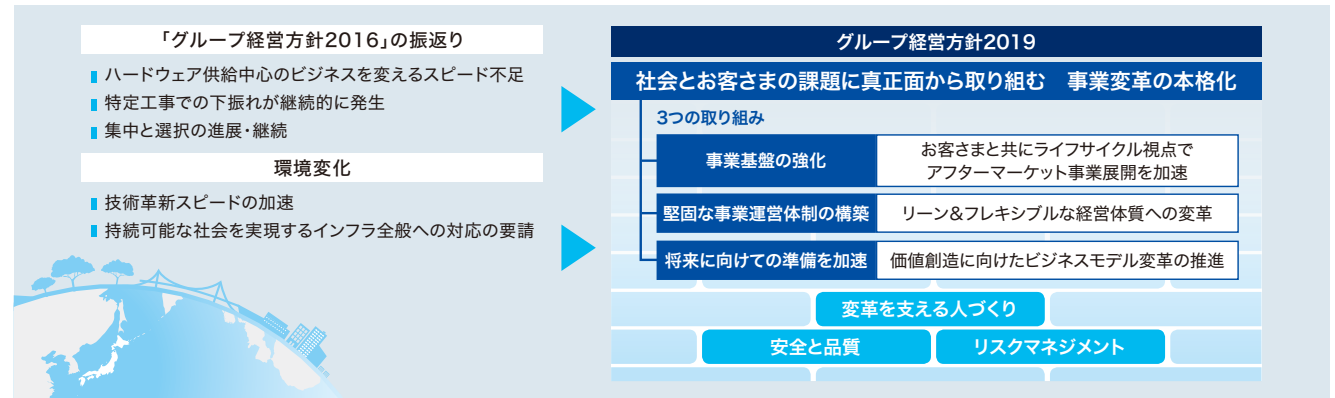 「グループ経営方針2016」の振返り
ハードウェア供給中心のビジネスを変えるスピード不足
特定工事での下振れが継続的に発生
集中と選択の進展・継続
環境変化
技術革新スピードの加速
持続可能な社会を実現するインフラ全般への対応の要請
グループ経営方針2019
社会とお客さまの課題に真正面から取り組む　事業変革の本格化
3つの取り組み
事業基盤の強化
お客さまと共にライフサイクル視点で
アフターマーケット事業展開を加速
堅固な事業運営体制の構築
リーン&フレキシブルな経営体質への変革
将来に向けての準備を加速
価値創造に向けたビジネスモデル変革の推進
変革を支える人づくり
安全と品質
リスクマネジメント